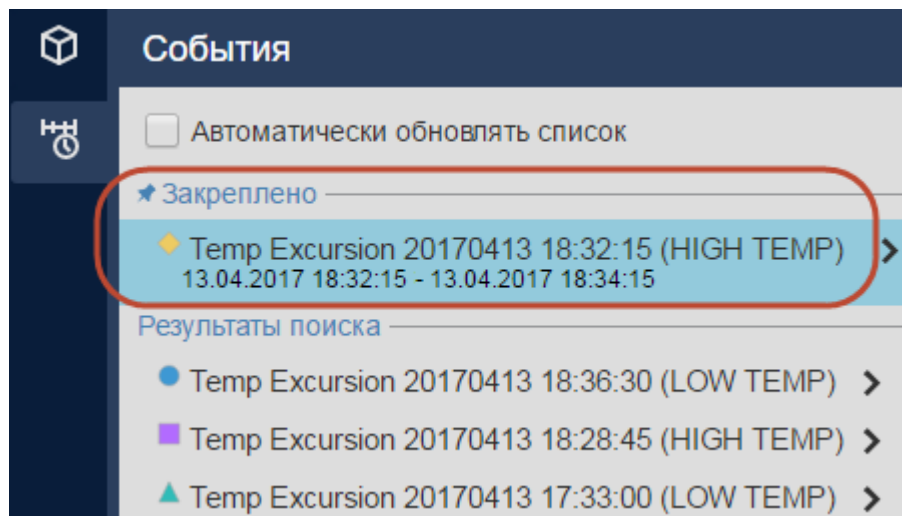 События
Автоматически обновлять список
Закреплено
Temp Excursion 20170413 18:32:15 (HIGH TEMP)
13.04.2017 18:32:15 - 13.04.2017 18:34:15
Результаты поиска
Temp Excursion 20170413 18:36:30 (LOW TEMP)
Temp Excursion 20170413 18:28:45 (HIGH TEMP)
Temp Excursion 20170413 17:33:00 (LOW TEMP)